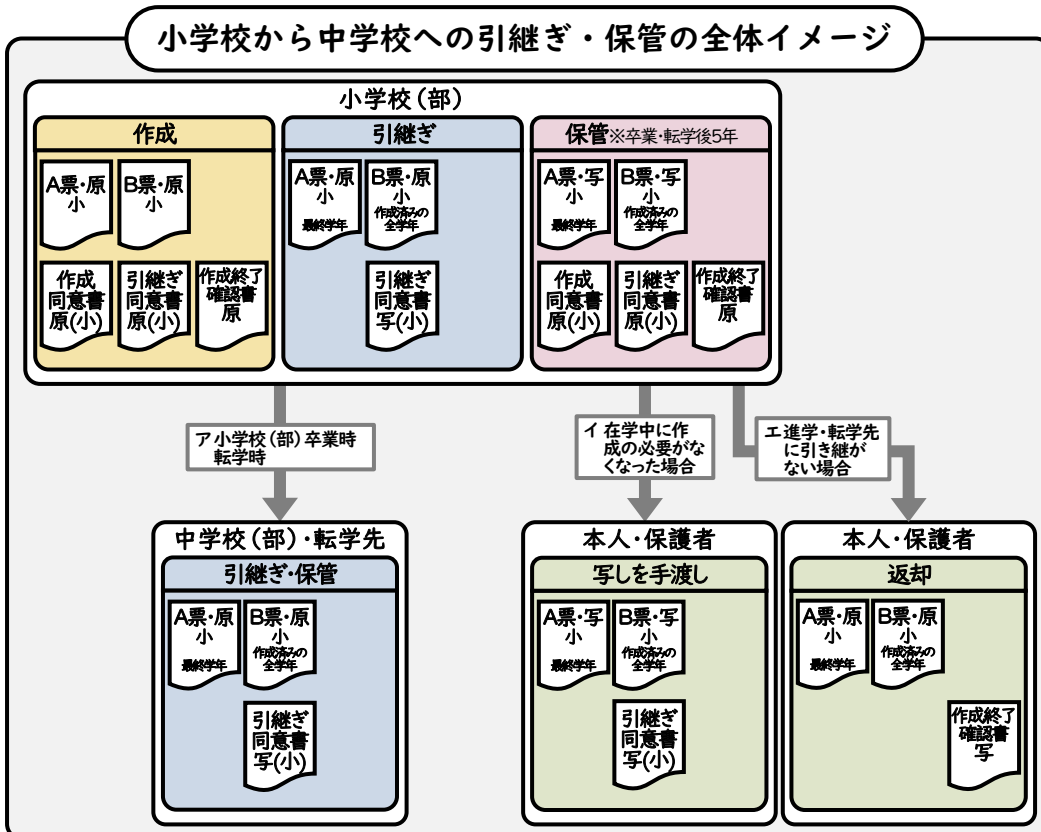 小学校から中学校への引継ぎ・保管の全体イメージ
小学校（部）
作成
A票・原
小
B票・原
小
作成
同意書
原(小)
引継ぎ
同意書
原(小)
作成終了
確認書
原
引継ぎ
A票・原
小
最終学年
B票・原
小
作成済みの
全学年
引継ぎ
同意書
写(小)
保管※卒業・転学後5年
A票・写
小
最終学年
B票・写
小
作成済みの
全学年
作成
同意書
原(小)
引継ぎ
同意書
原(小)
作成終了
確認書
原
ア小学校（部）卒業時
転学時
イ在学中に作
成の必要がな
くなった場合
エ進学・転学先
に引き継が
ない場合
中学校（部）・転学先
引継ぎ・保管
A票・原
小
最終学年
B票・原
小
作成済みの
全学年
引継ぎ
同意書
写(小)
本人・保護者
写しを手渡し
A票・写
小
最終学年
B票・写
小
作成済みの
全学年
引継ぎ
同意書
写(小)
本人・保護者
返却
A票・原
小
最終学年
B票・原
小
作成済みの
全学年
作成終了
確認書
写